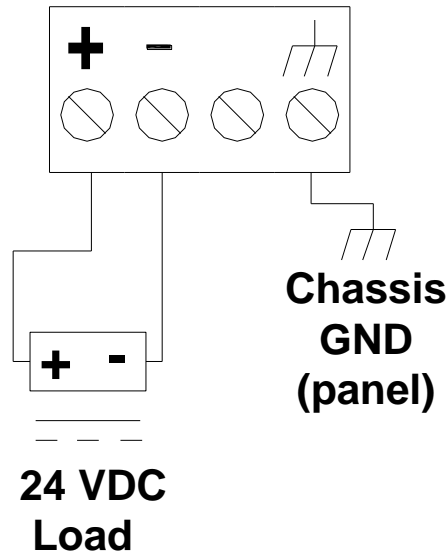 + -
Chassis
GND
(panel)
+ -
24 VDC
Load